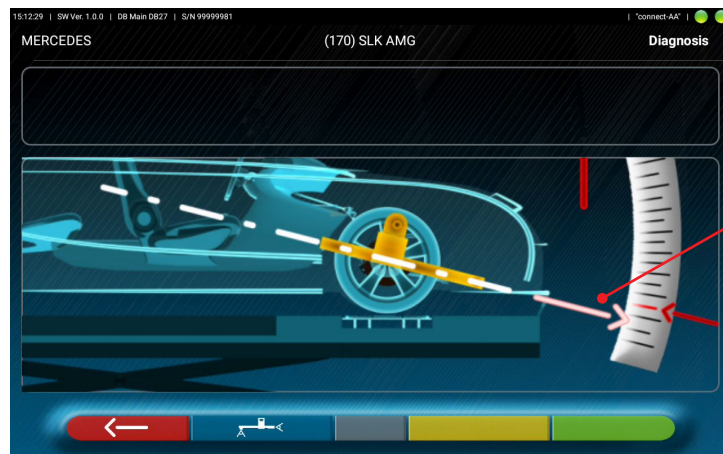 15:12:29 | SW Ver. 1.0.0 | DB Main DB27 | S/N 99999981 | "connect-AA" |
MERCEDES (170) SLK AMG Diagnosis